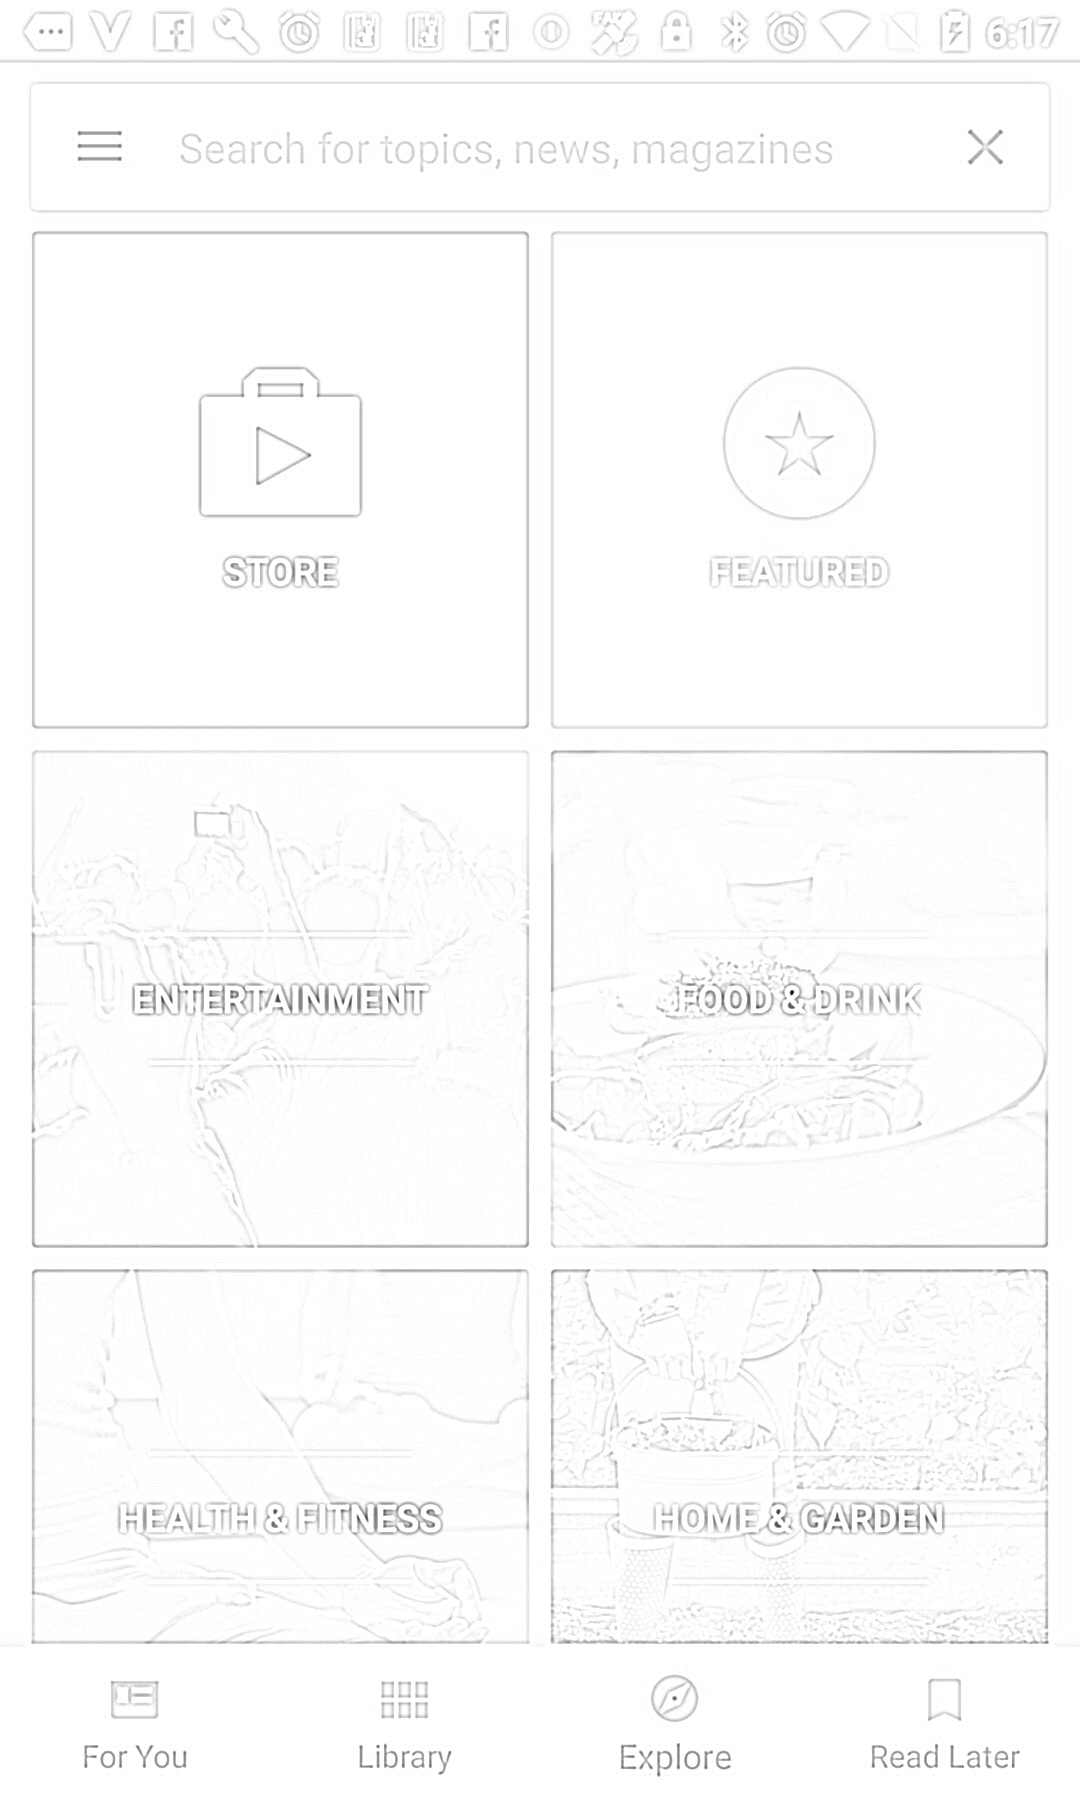 6:17
Search for topics, news, magazines
STORE
FEATURED
ENTERTAINMENT
FOOD & DRINK
HEALTH & FITNESS
HOME & GARDEN
For You
Library
Explore
Read Later